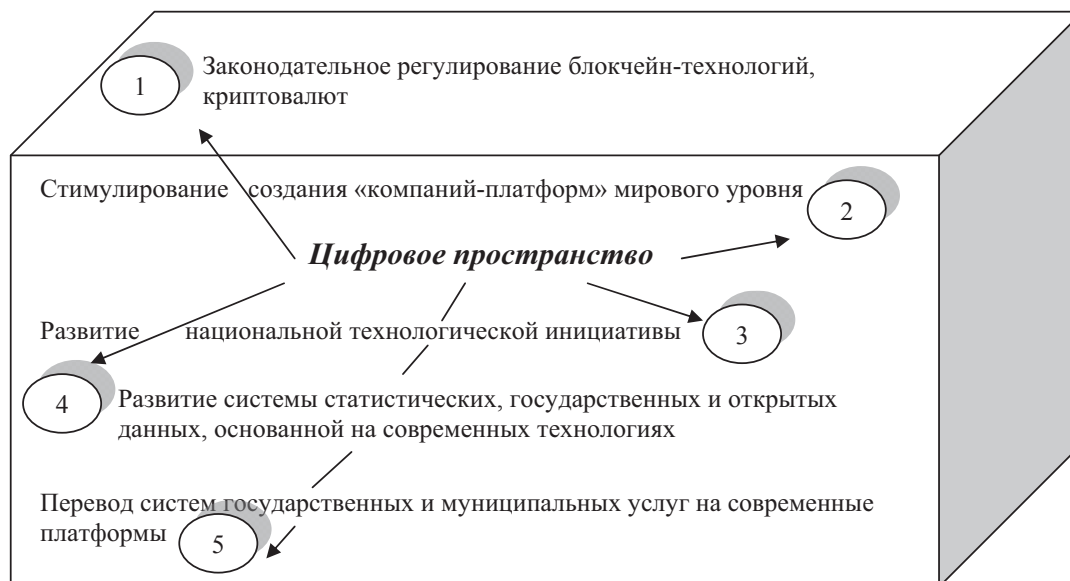 1
Законодательное регулирование блокчейн-технологий,
криптовалют
Стимулирование создания «компаний-платформ» мирового уровня
2
Цифровое пространство
Развитие национальной технологической инициативы
3
4
Развитие системы статистических, государственных и открытых
данных, основанной на современных технологиях
Перевод систем государственных и муниципальных услуг на современные
платформы
5